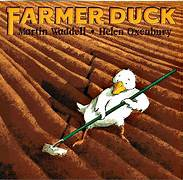 FARMER DUCK
Martin Waddell • Helen Oxenbury